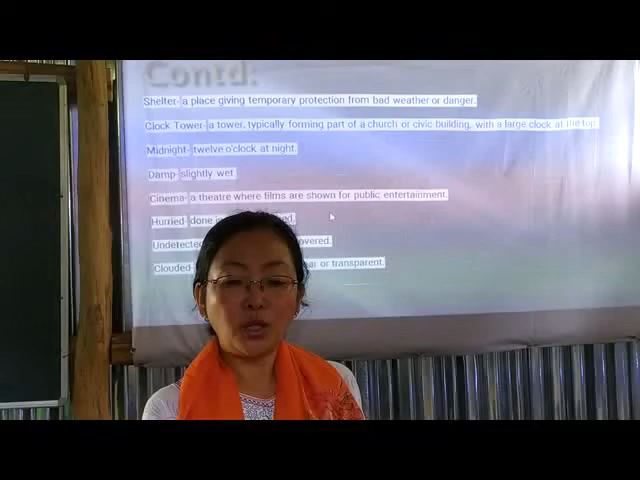 Contd:
Shelter- a place giving temporary protection from bad weather or danger.
Clock Tower- a tower, typically forming part of a church or civic building, with a large clock at the top.
Midnight- twelve o'clock at night.
Damp- slightly wet
Cinema- a theatre where films are shown for public entertainment.
Hurried- done
Undetected
Clouded- or transparent.